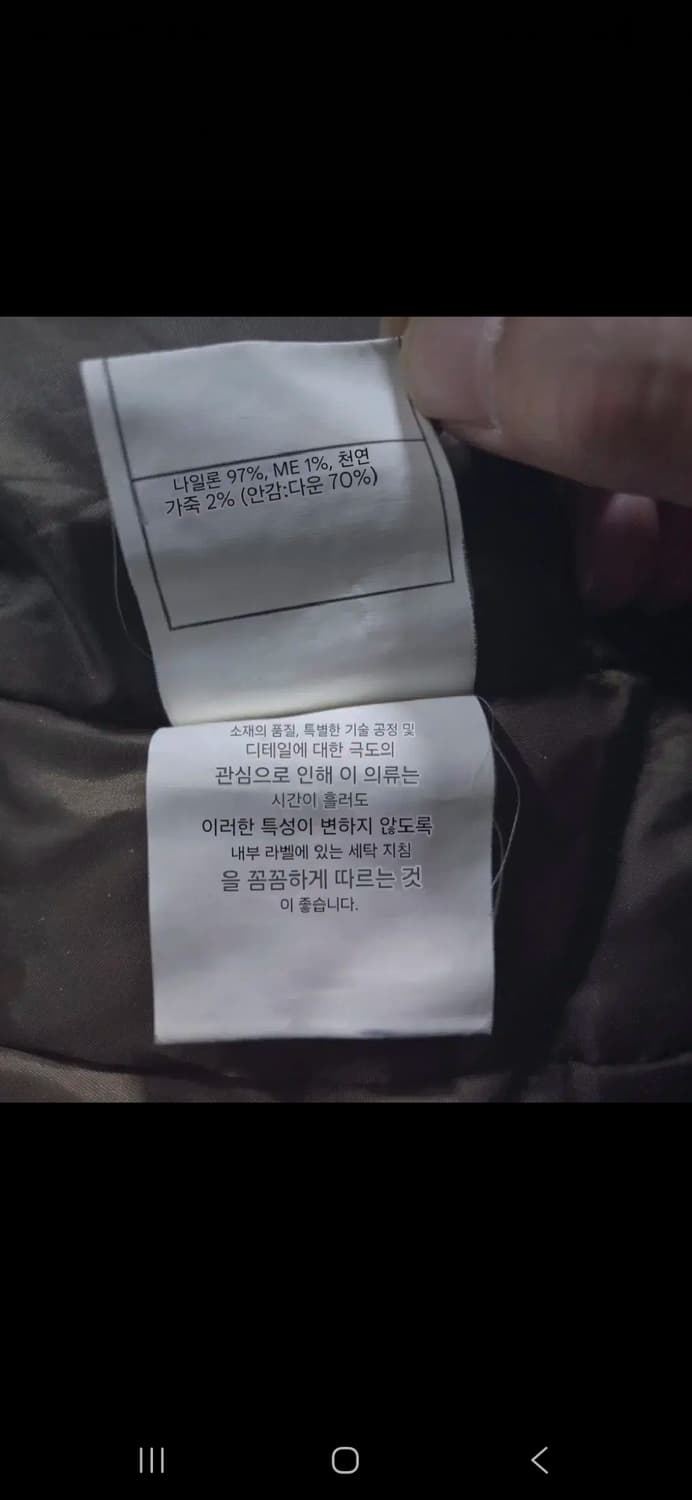 나일론 97%, ME 1%, 천연
가죽 2% (안감:다운 70%)
소재의 품질, 특별한 기술 공정 및
디테일에 대한 극도의
관심으로 인해 이 의류는
시간이 흘러도
이러한 특성이 변하지 않도록
내부 라벨에 있는 세탁 지침
을 꼼꼼하게 따르는 것
이 좋습니다.